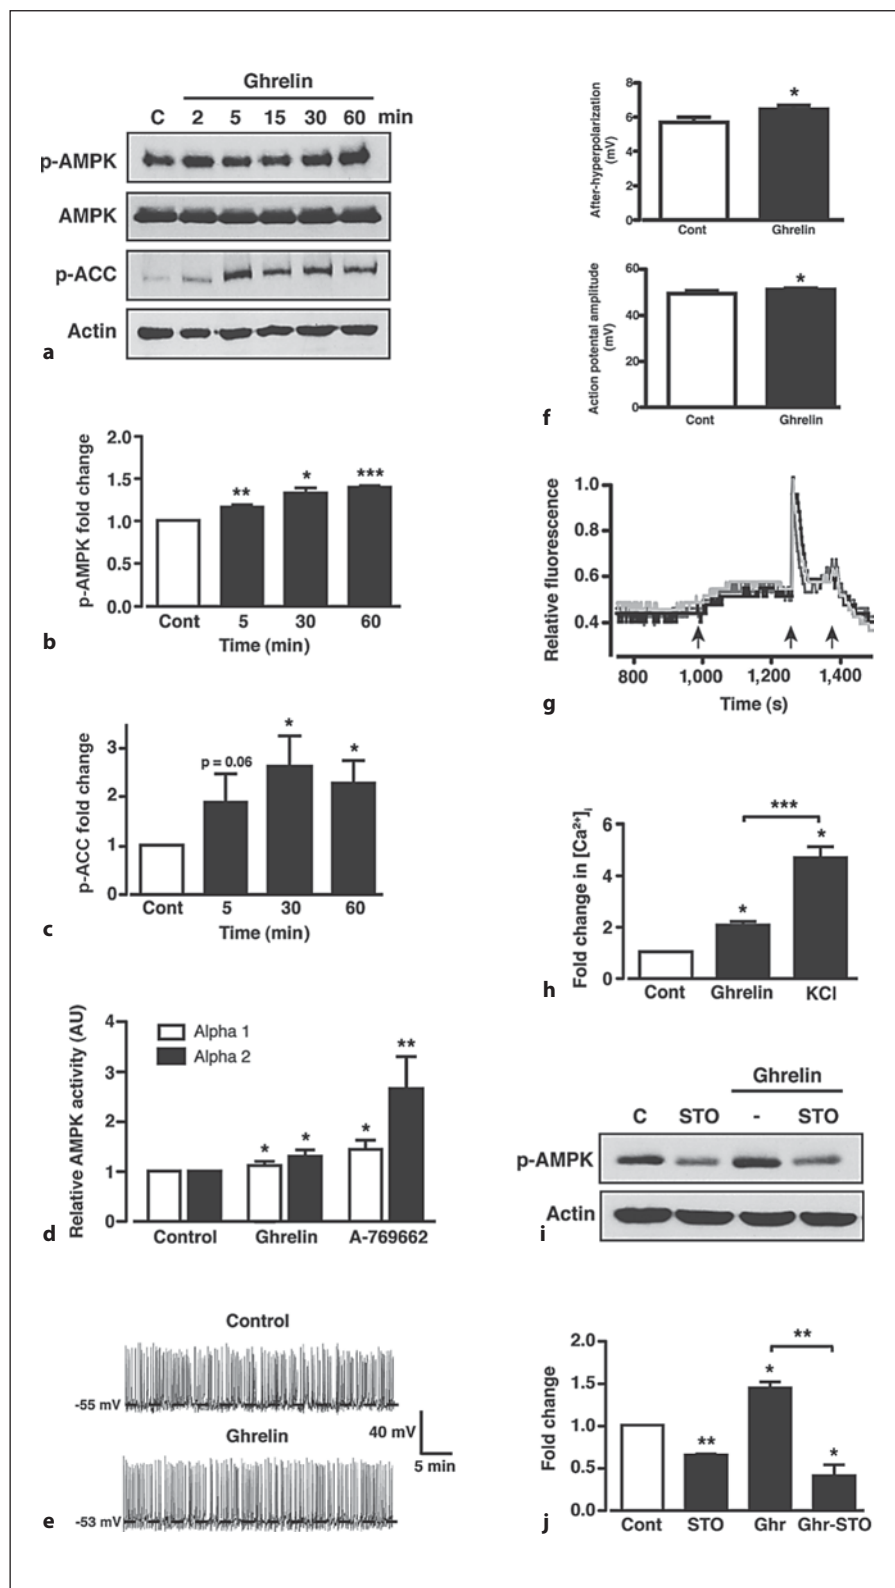 Ghrelin
C 2 5 15 30 60 min
p-AMPK
AMPK
p-ACC
Actin
a
p-AMPK fold change
2.0
1.5
1.0
0.5
0.0
** * ***
Cont 5 30 60
Time (min)
b
p-ACC fold change
3
2
1
0
p = 0.06 * *
Cont 5 30 60
Time (min)
c
Relative AMPK activity (AU)
4
3
2
1
0
Alpha 1
Alpha 2
* * * **
Control Ghrelin A-769662
d
Control
-55 mV
40 mV
5 min
Ghrelin
-53 mV
e
After-hyperpolarization
(mV)
8
6
4
2
0
*
Cont Ghrelin
Action potental amplitude
(mV)
60
40
20
0
*
Cont Ghrelin
f
Relative fluorescence
1.0
0.8
0.6
0.4
800 1,000 1,200 1,400
Time (s)
g
Fold change in [Ca²⁺]ᵢ
6
4
2
0
***
* *
Cont Ghrelin KCl
h
Ghrelin
C STO - STO
p-AMPK
Actin
i
Fold change
2.0
1.5
1.0
0.5
0.0
**
** * *
Cont STO Ghr Ghr-STO
j